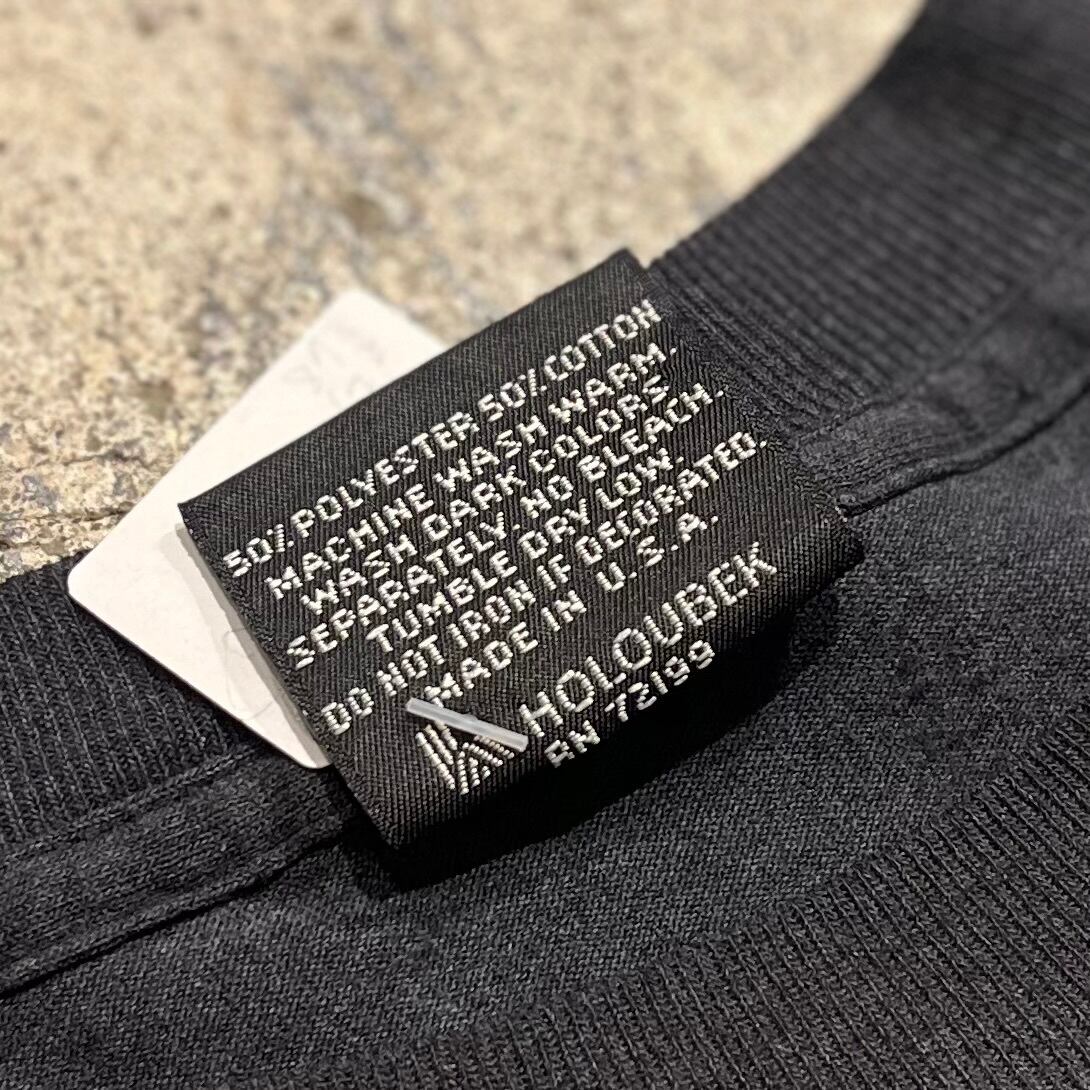 50% POLYESTER 50% COTTON
MACHINE WASH WARM.
WASH DARK COLORS
SEPARATELY. NO BLEACH.
TUMBLE DRY LOW.
DO NOT IRON IF DECORATED.
MADE IN U.S.A.
HOLOUBEK
RN 72199